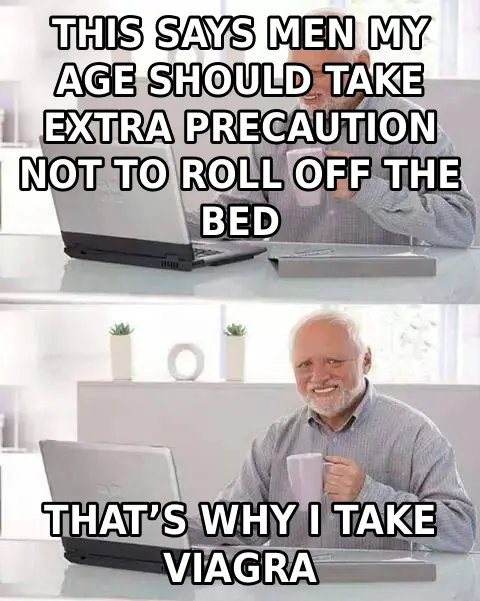 THIS SAYS MEN MY
AGE SHOULD TAKE
EXTRA PRECAUTION
NOT TO ROLL OFF THE
BED
THAT’S WHY I TAKE
VIAGRA